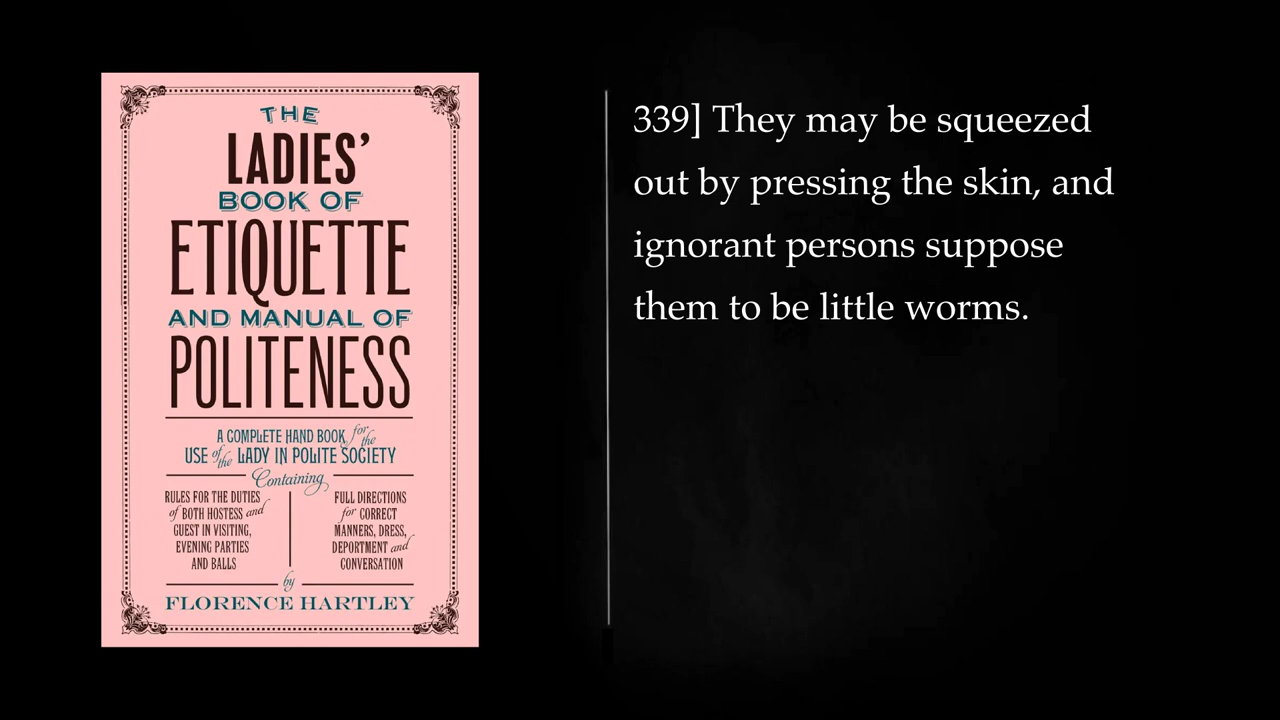 THE
LADIES'
BOOK OF
ETIQUETTE
AND MANUAL OF
POLITENESS
A COMPLETE HAND BOOK for the
USE of the LADY IN POLITE SOCIETY
Containing
RULES FOR THE DUTIES
of BOTH HOSTESS and
GUEST IN VISITING,
EVENING PARTIES
AND BALLS
FULL DIRECTIONS
for CORRECT
MANNERS, DRESS,
DEPORTMENT and
CONVERSATION
by
FLORENCE HARTLEY
339] They may be squeezed
out by pressing the skin, and
ignorant persons suppose
them to be little worms.